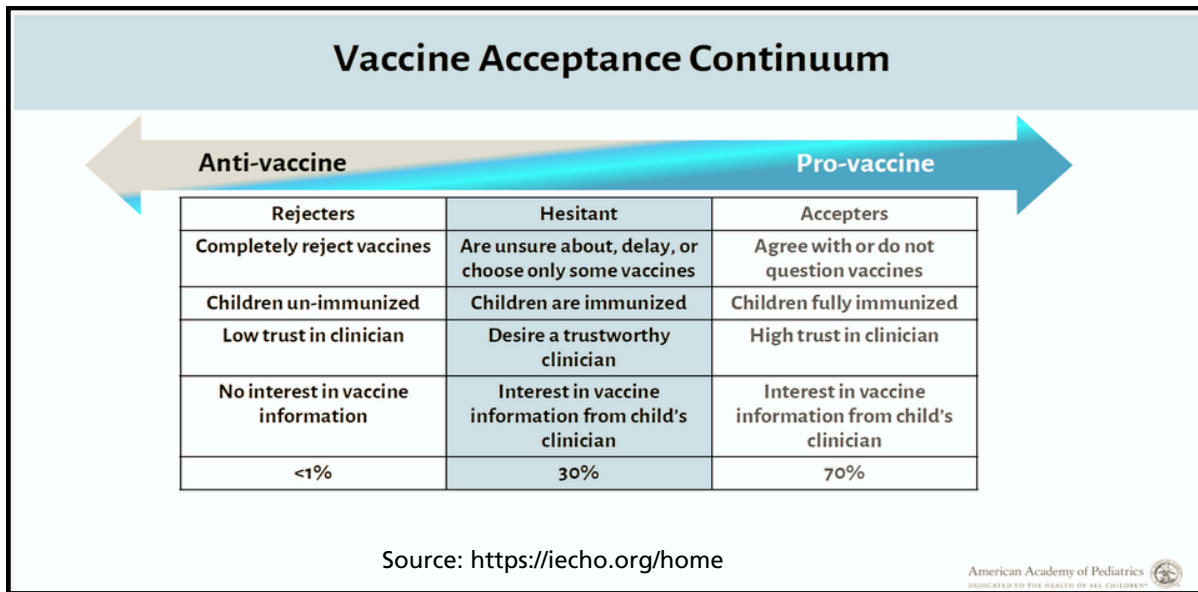 Vaccine Acceptance Continuum
Anti-vaccine
Pro-vaccine
Rejecters
Hesitant
Accepters
Completely reject vaccines
Are unsure about, delay, or
choose only some vaccines
Agree with or do not
question vaccines
Children un-immunized
Children are immunized
Children fully immunized
Low trust in clinician
Desire a trustworthy
clinician
High trust in clinician
No interest in vaccine
information
Interest in vaccine
information from child's
clinician
Interest in vaccine
information from child's
clinician
<1%
30%
70%
Source: https://iecho.org/home
American Academy of Pediatrics
DEDICATED TO THE HEALTH OF ALL CHILDREN®